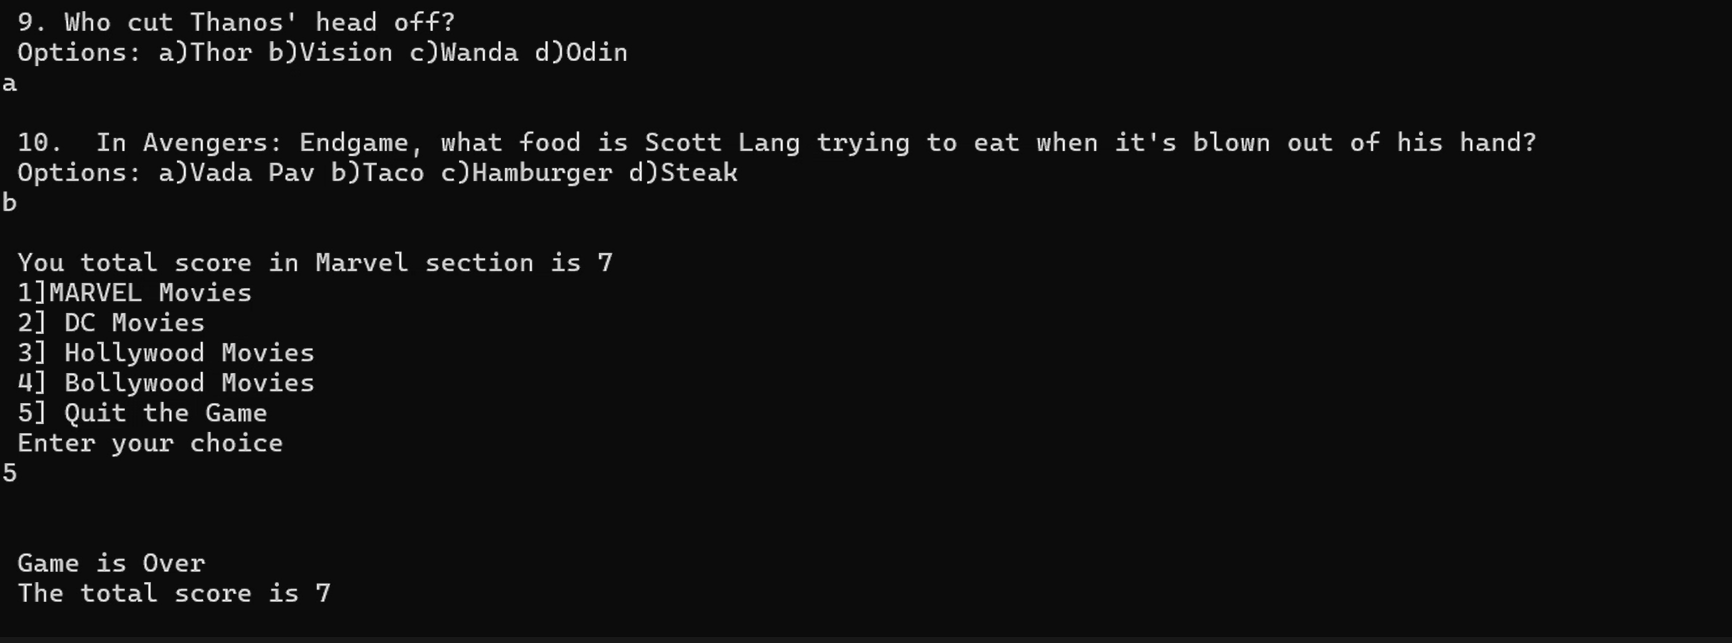 9. Who cut Thanos' head off?
Options: a)Thor b)Vision c)Wanda d)Odin
a
10.  In Avengers: Endgame, what food is Scott Lang trying to eat when it's blown out of his hand?
Options: a)Vada Pav b)Taco c)Hamburger d)Steak
b
You total score in Marvel section is 7
1]MARVEL Movies
2] DC Movies
3] Hollywood Movies
4] Bollywood Movies
5] Quit the Game
Enter your choice
5
Game is Over
The total score is 7